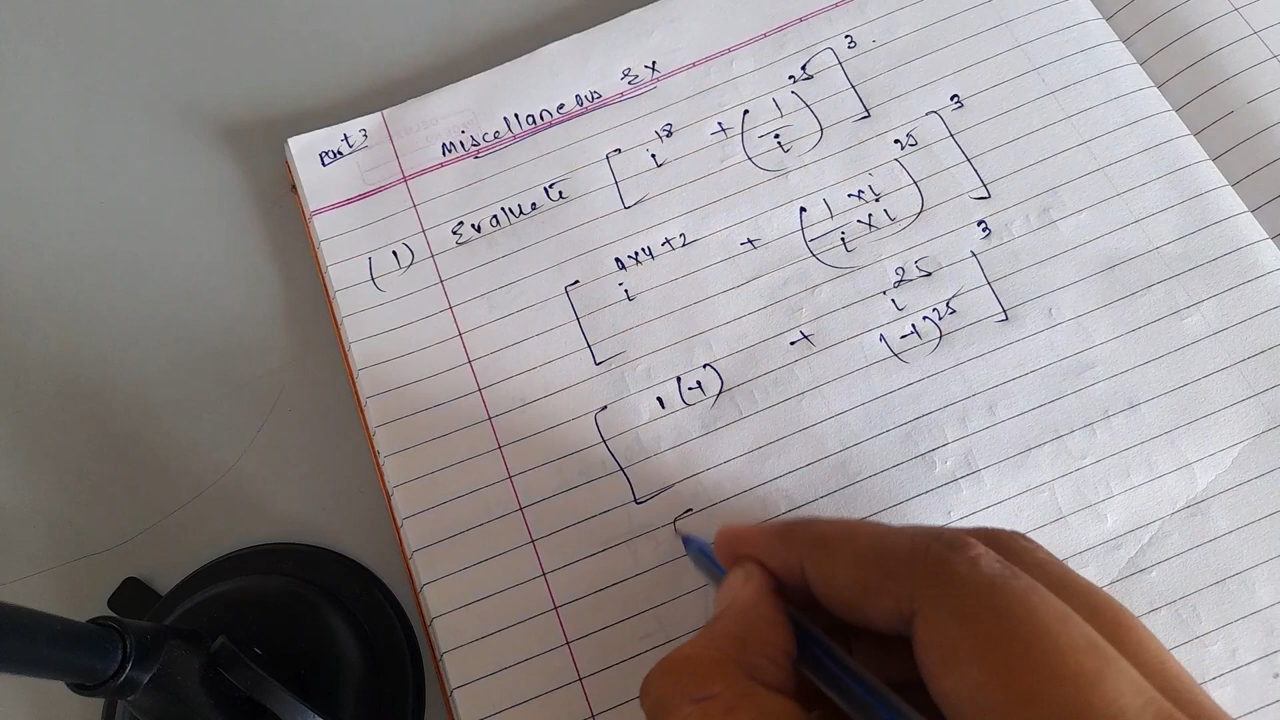 Part 3
Miscellaneous Ex
(1) Evaluate [ i^18 + (1/i)^25 ]^3.
[ i^4×4+2 + (1×i/i×i)^25 ]^3
[ 1(-1) + i^25/(-1)^25 ]^3
[